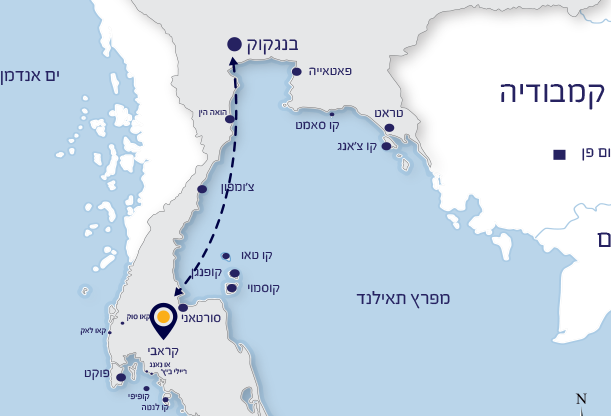 בנגקוק
פאטאייה
ים אנדמן
קמבודיה
הואה הין
קו סאמט
טראט
קו צ'אנג
ום פן
צ'ומפון
ם
קו טאו
קופנגן
קוסמוי
מפרץ תאילנד
סורטאני
קאו סוק
קאו לאק
קראבי
או נאנג
ריילי ביץ'
פוקט
קופיפי
קו לנטה
N